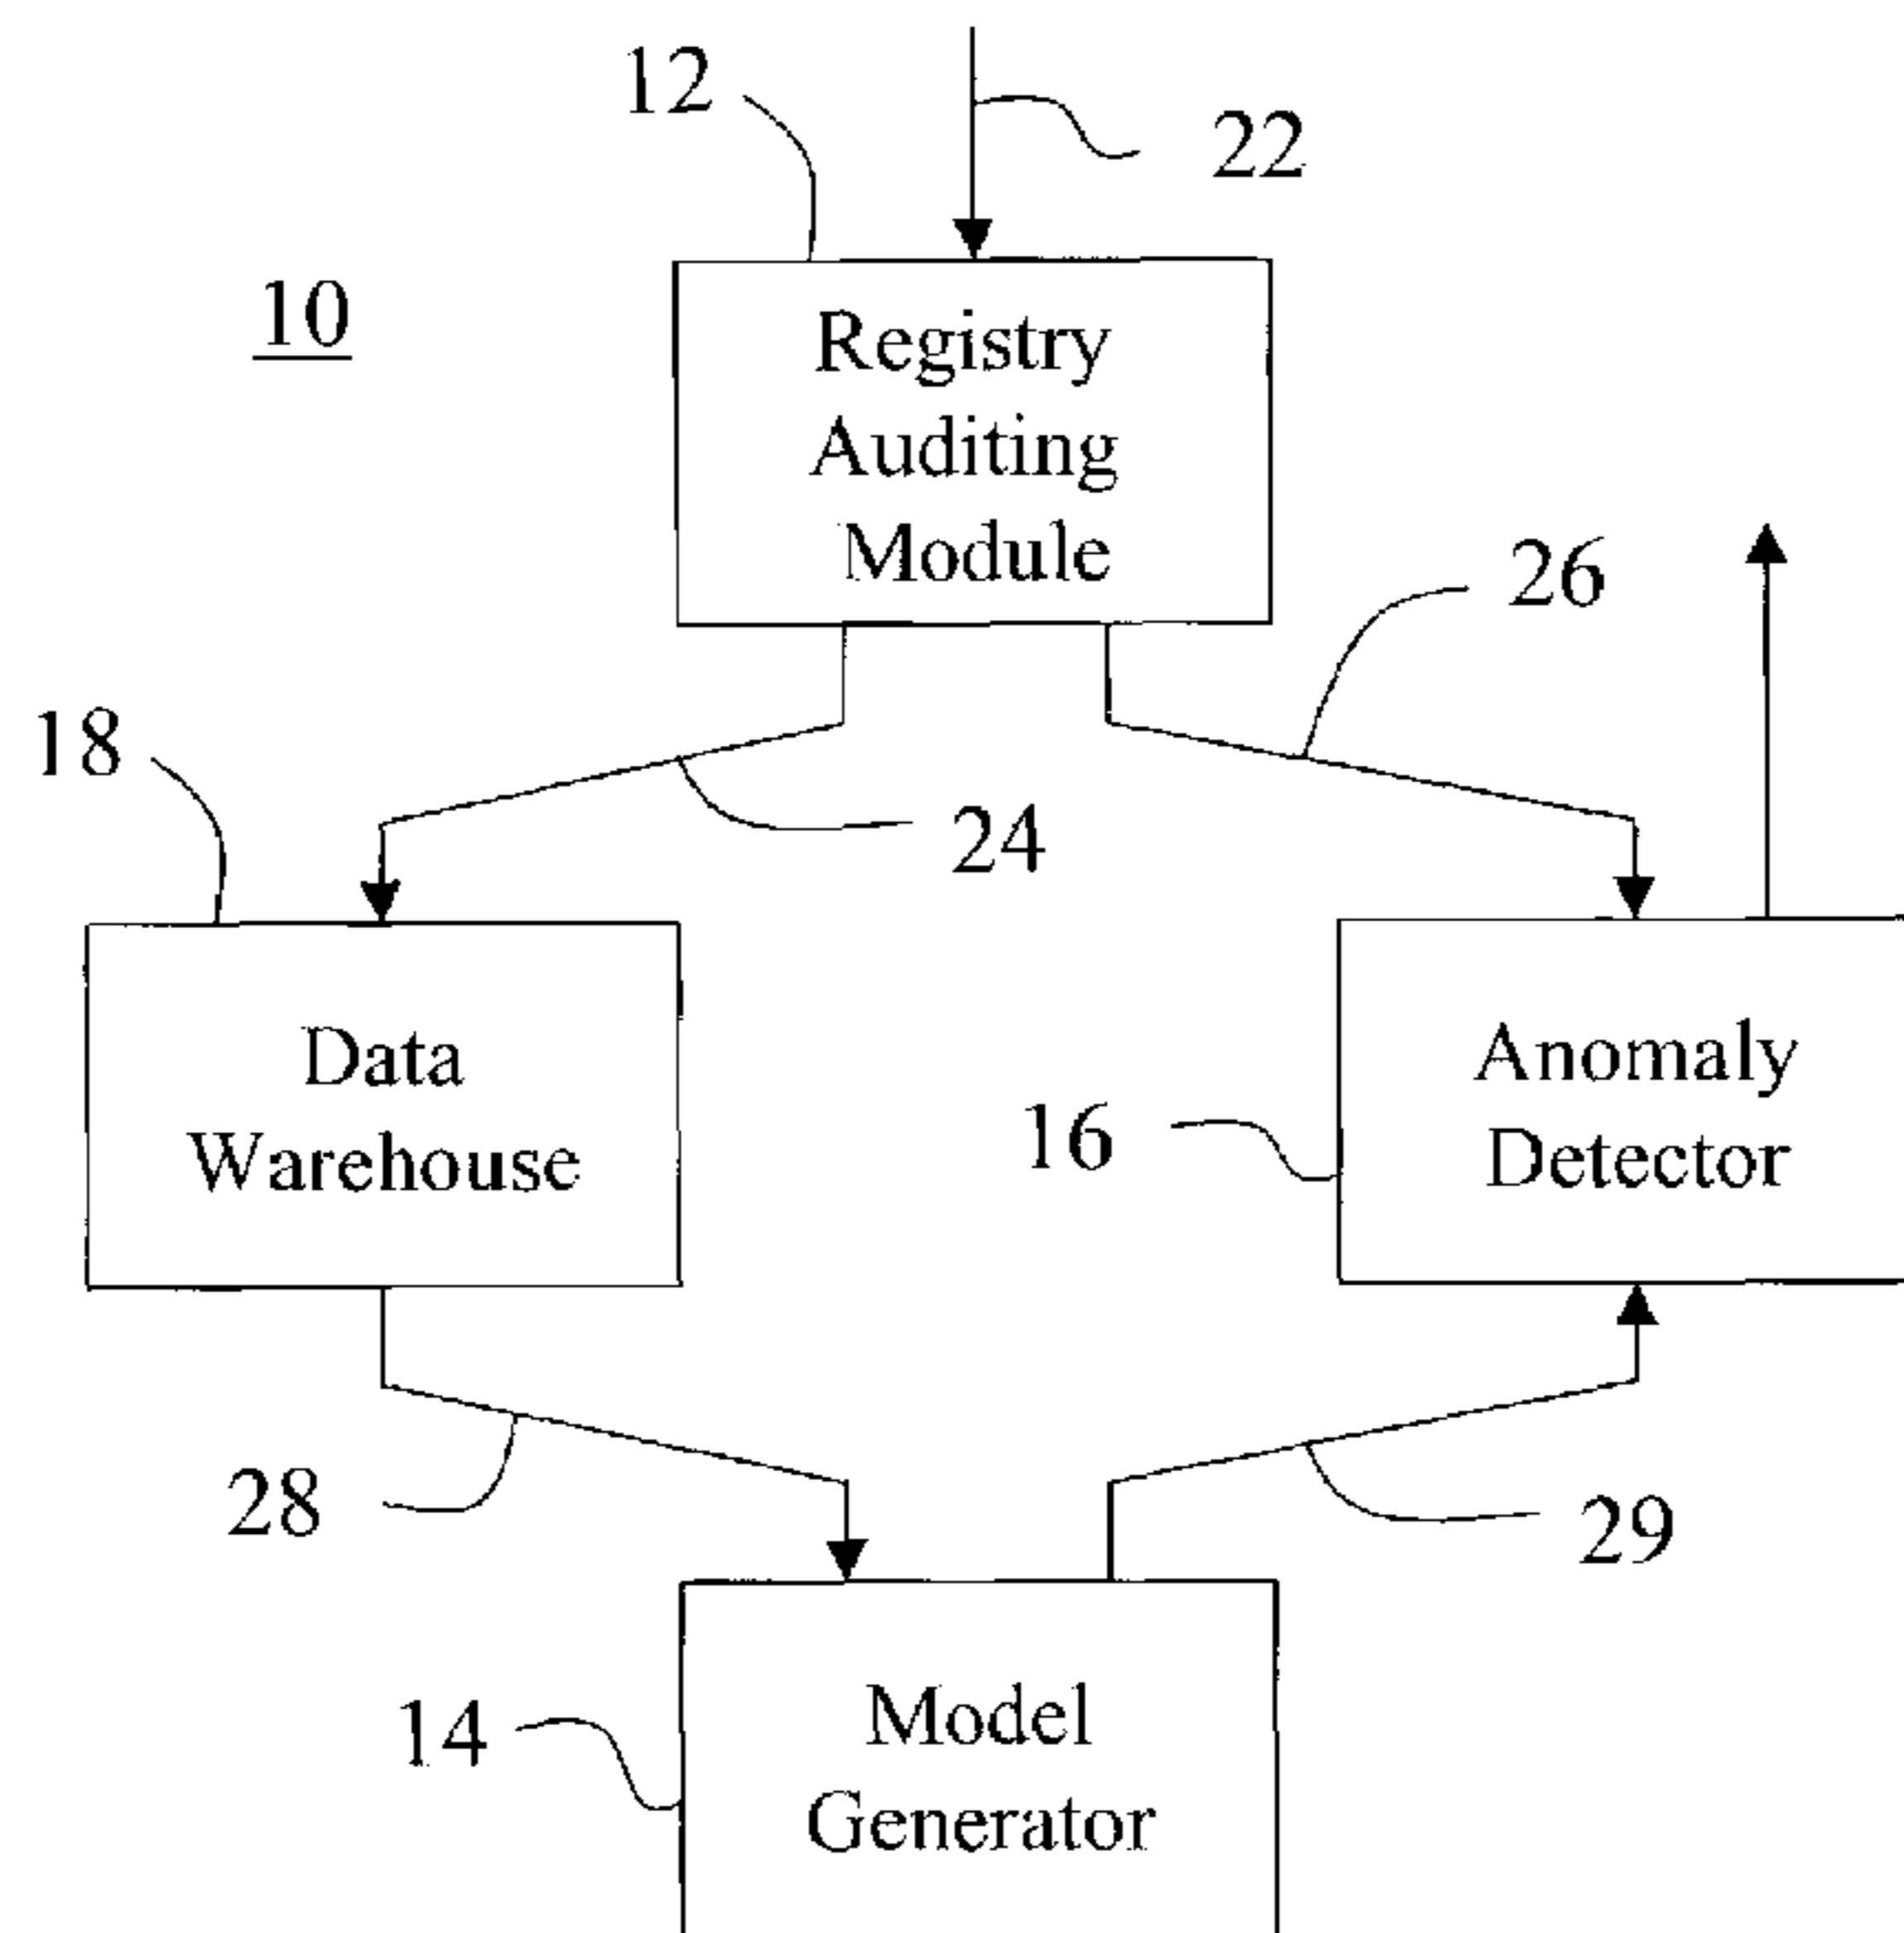 12
22
10
Registry
Auditing
Module
26
18
24
Data
Warehouse
Anomaly
Detector
16
28
29
14
Model
Generator